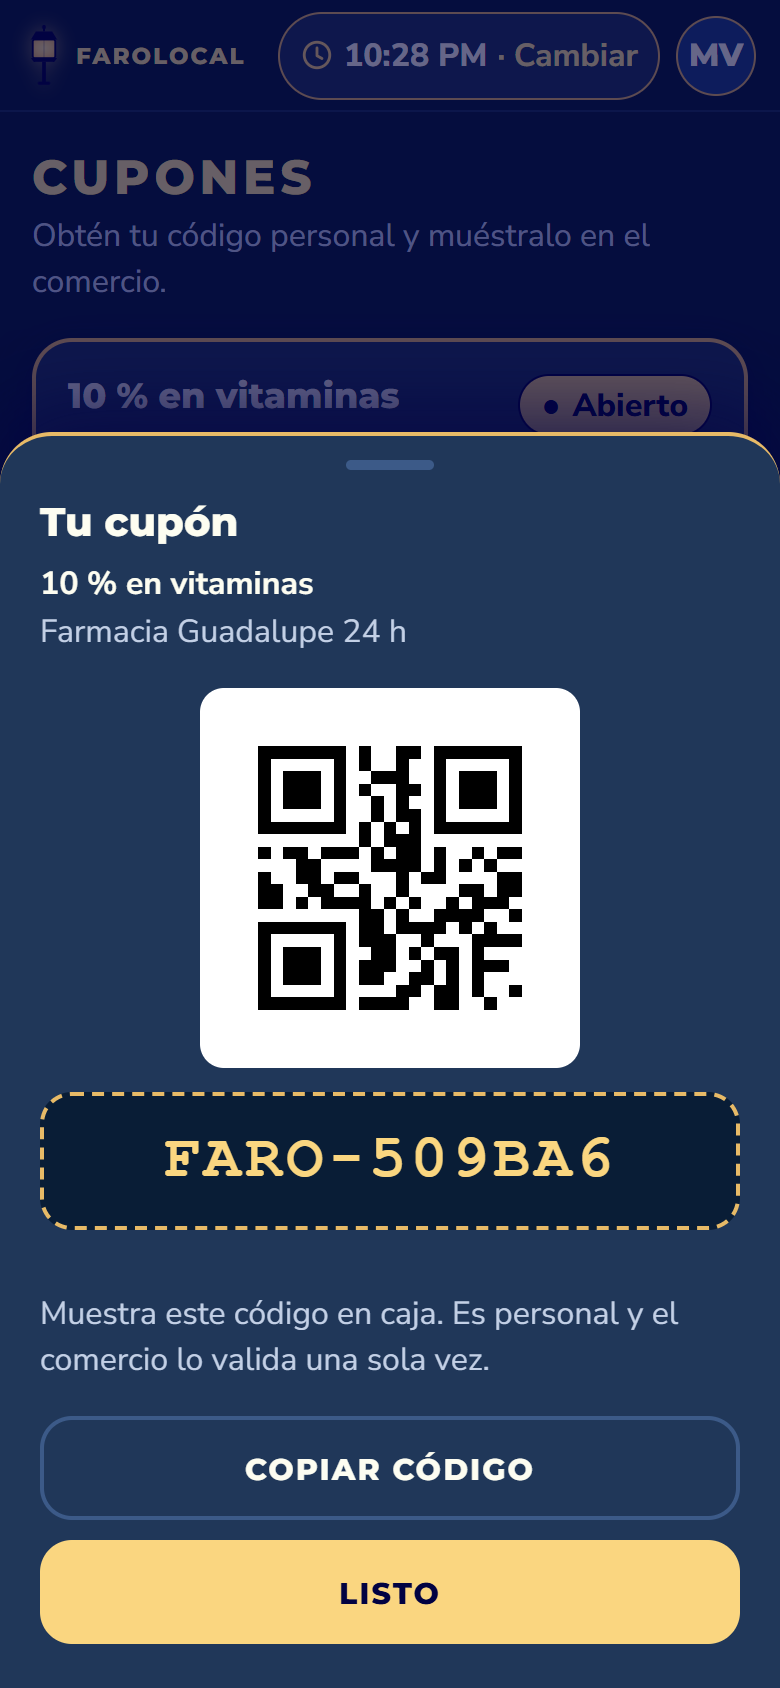 FAROLOCAL
10:28 PM · Cambiar
MV
CUPONES
Obtén tu código personal y muéstralo en el
comercio.
10 % en vitaminas
● Abierto
Tu cupón
10 % en vitaminas
Farmacia Guadalupe 24 h
FARO-509BA6
Muestra este código en caja. Es personal y el
comercio lo valida una sola vez.
COPIAR CÓDIGO
LISTO